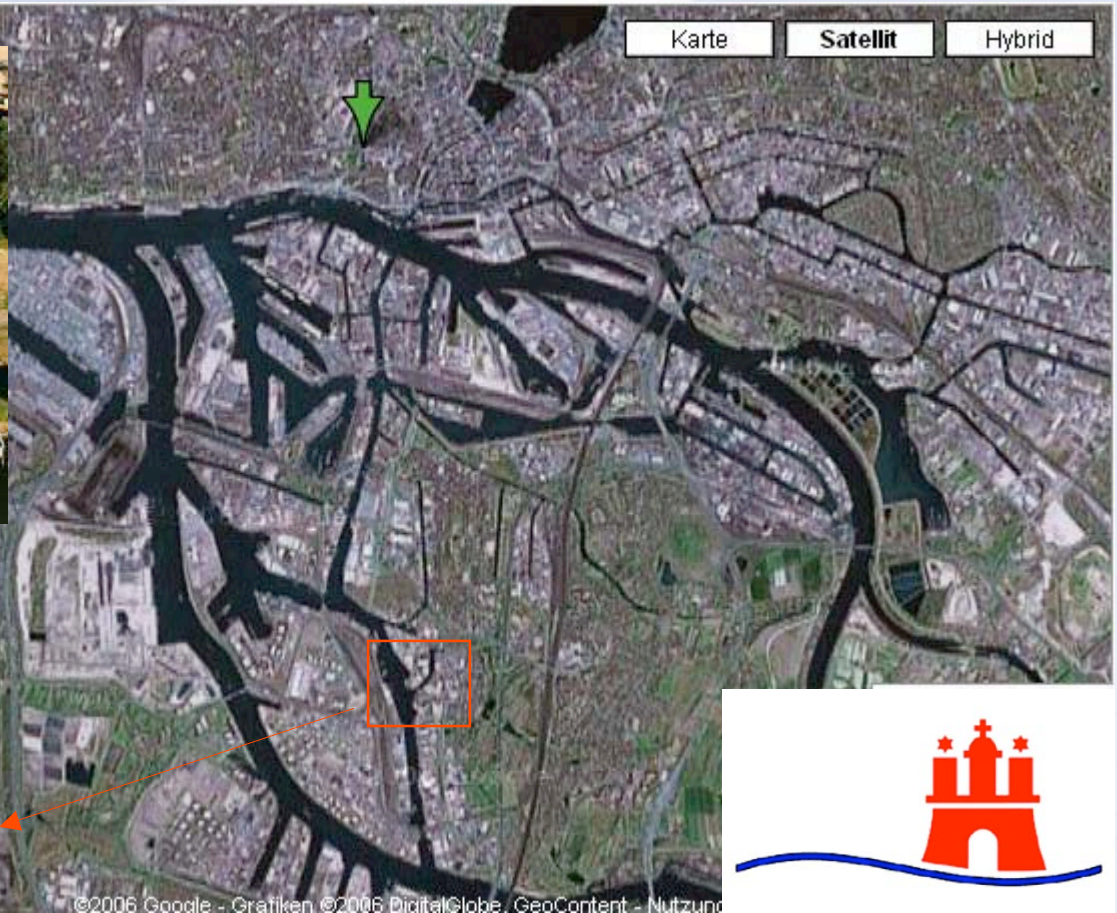 Karte
Satellit
Hybrid
©2006 Google - Grafiken ©2006 DigitalGlobe, GeoContent - Nutzung